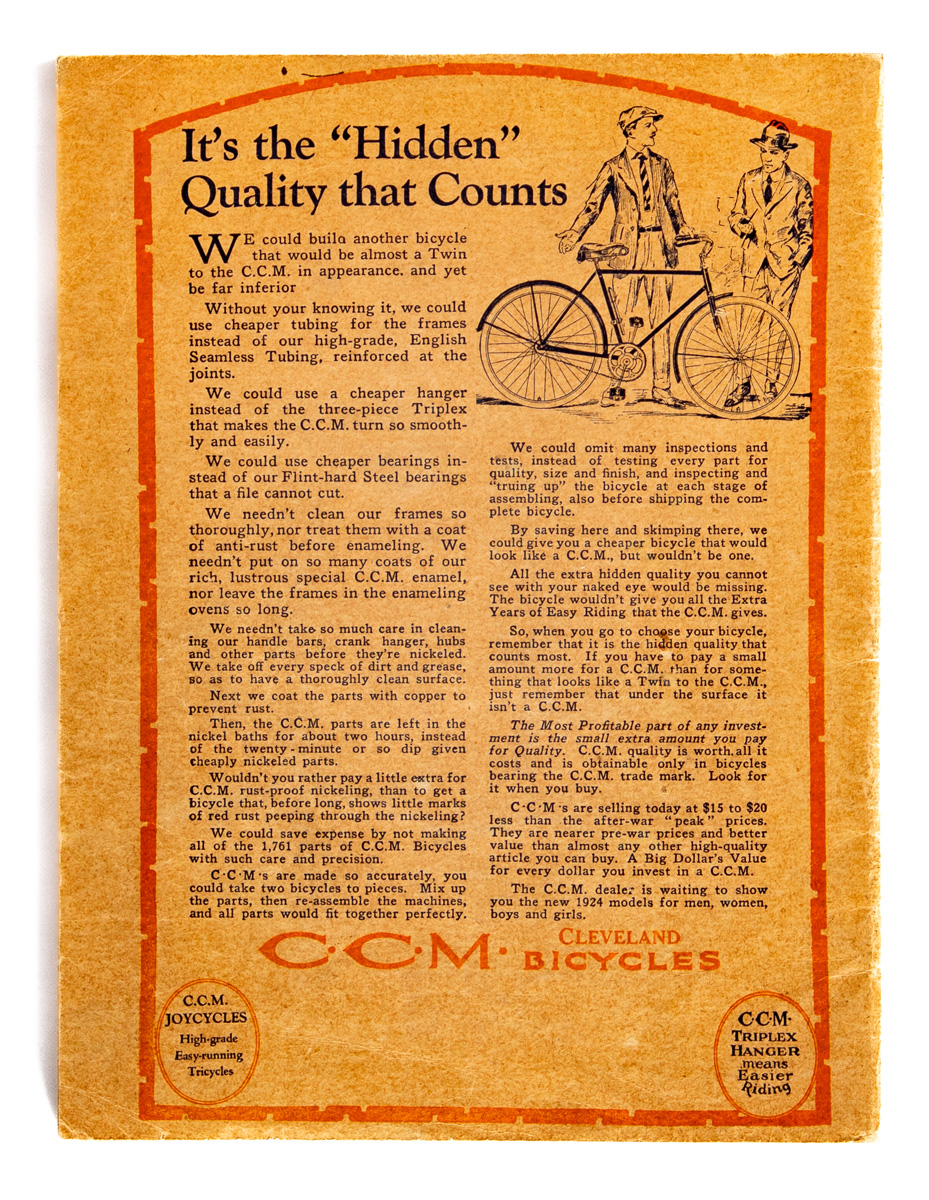 It's the "Hidden"
Quality that Counts
WE could build another bicycle
that would be almost a Twin
to the C.C.M. in appearance. and yet
be far inferior
Without your knowing it, we could
use cheaper tubing for the frames
instead of our high-grade, English
Seamless Tubing, reinforced at the
joints.
We could use a cheaper hanger
instead of the three-piece Triplex
that makes the C.C.M. turn so smooth-
ly and easily.
We could use cheaper bearings in-
stead of our Flint-hard Steel bearings
that a file cannot cut.
We needn't clean our frames so
thoroughly, nor treat them with a coat
of anti-rust before enameling. We
needn't put on so many coats of our
rich, lustrous special C.C.M. enamel,
nor leave the frames in the enameling
ovens so long.
We needn't take so much care in clean-
ing our handle bars, crank hanger, hubs
and other parts before they're nickeled.
We take off every speck of dirt and grease,
so as to have a thoroughly clean surface.
Next we coat the parts with copper to
prevent rust.
Then, the C.C.M. parts are left in the
nickel baths for about two hours, instead
of the twenty-minute or so dip given
cheaply nickeled parts.
Wouldn't you rather pay a little extra for
C.C.M. rust-proof nickeling, than to get a
bicycle that, before long, shows little marks
of red rust peeping through the nickeling?
We could save expense by not making
all of the 1,761 parts of C.C.M. Bicycles
with such care and precision.
C·C·M·s are made so accurately, you
could take two bicycles to pieces. Mix up
the parts, then re-assemble the machines,
and all parts would fit together perfectly.
We could omit many inspections and
tests, instead of testing every part for
quality, size and finish, and inspecting and
"truing up" the bicycle at each stage of
assembling, also before shipping the com-
plete bicycle.
By saving here and skimping there, we
could give you a cheaper bicycle that would
look like a C.C.M., but wouldn't be one.
All the extra hidden quality you cannot
see with your naked eye would be missing.
The bicycle wouldn't give you all the Extra
Years of Easy Riding that the C.C.M. gives.
So, when you go to choose your bicycle,
remember that it is the hidden quality that
counts most. If you have to pay a small
amount more for a C.C.M. than for some-
thing that looks like a Twin to the C.C.M.,
just remember that under the surface it
isn't a C.C.M.
The Most Profitable part of any invest-
ment is the small extra amount you pay
for Quality. C.C.M. quality is worth all it
costs and is obtainable only in bicycles
bearing the C.C.M. trade mark. Look for
it when you buy.
C·C·M·s are selling today at $15 to $20
less than the after-war "peak" prices.
They are nearer pre-war prices and better
value than almost any other high-quality
article you can buy. A Big Dollar's Value
for every dollar you invest in a C.C.M.
The C.C.M. dealer is waiting to show
you the new 1924 models for men, women,
boys and girls.
C·C·M· CLEVELAND
BICYCLES
C.C.M.
JOYCYCLES
High-grade
Easy-running
Tricycles
C·C·M·
TRIPLEX
HANGER
means
Easier
Riding